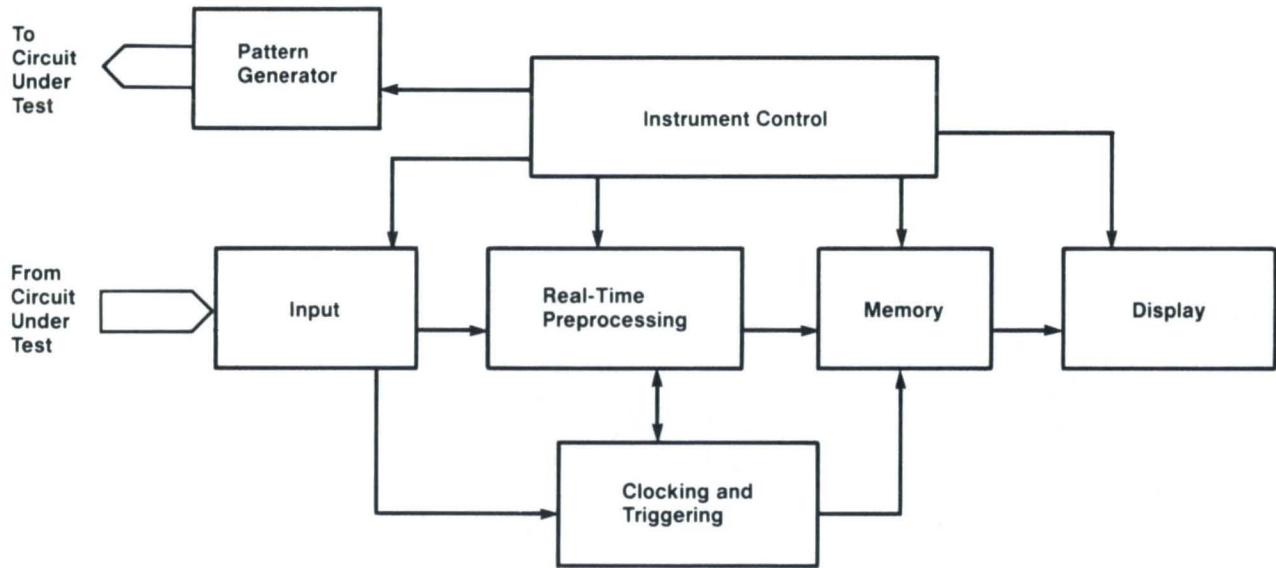 To
Circuit
Under
Test
Pattern
Generator
Instrument Control
From
Circuit
Under
Test
Input
Real-Time
Preprocessing
Memory
Display
Clocking and
Triggering